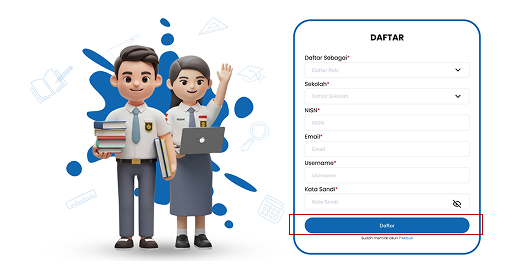 DAFTAR
Daftar Sebagai*
Daftar Role
Sekolah*
Daftar Sekolah
NISN*
NISN
Email*
Email
Username*
Username
Kata Sandi*
Kata Sandi
Daftar
Sudah memiliki akun? Masuk